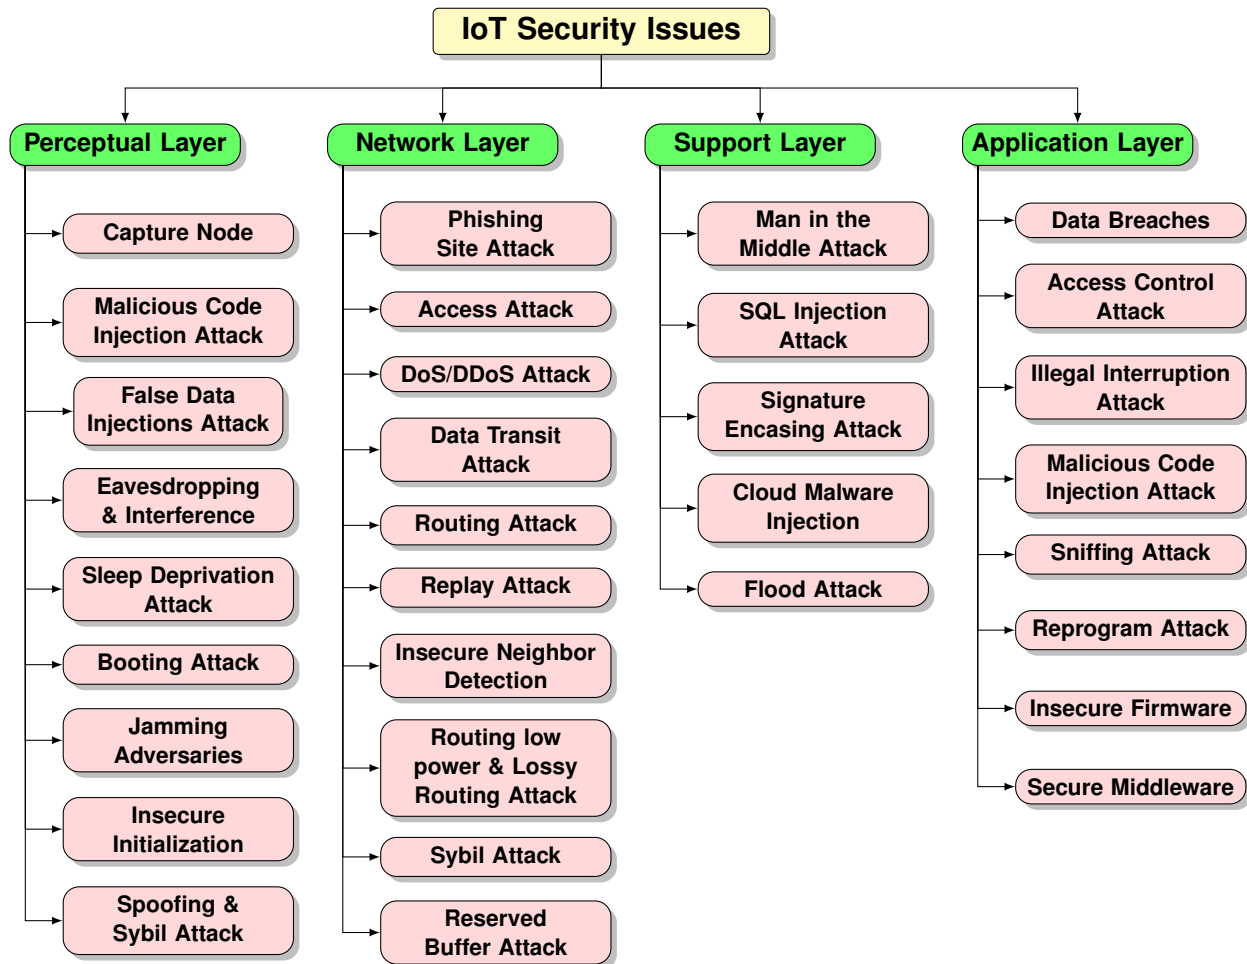 IoT Security Issues
Perceptual Layer
Capture Node
Malicious Code
Injection Attack
False Data
Injections Attack
Eavesdropping
& Interference
Sleep Deprivation
Attack
Booting Attack
Jamming
Adversaries
Insecure
Initialization
Spoofing &
Sybil Attack
Network Layer
Phishing
Site Attack
Access Attack
DoS/DDoS Attack
Data Transit
Attack
Routing Attack
Replay Attack
Insecure Neighbor
Detection
Routing low
power & Lossy
Routing Attack
Sybil Attack
Reserved
Buffer Attack
Support Layer
Man in the
Middle Attack
SQL Injection
Attack
Signature
Encasing Attack
Cloud Malware
Injection
Flood Attack
Application Layer
Data Breaches
Access Control
Attack
Illegal Interruption
Attack
Malicious Code
Injection Attack
Sniffing Attack
Reprogram Attack
Insecure Firmware
Secure Middleware